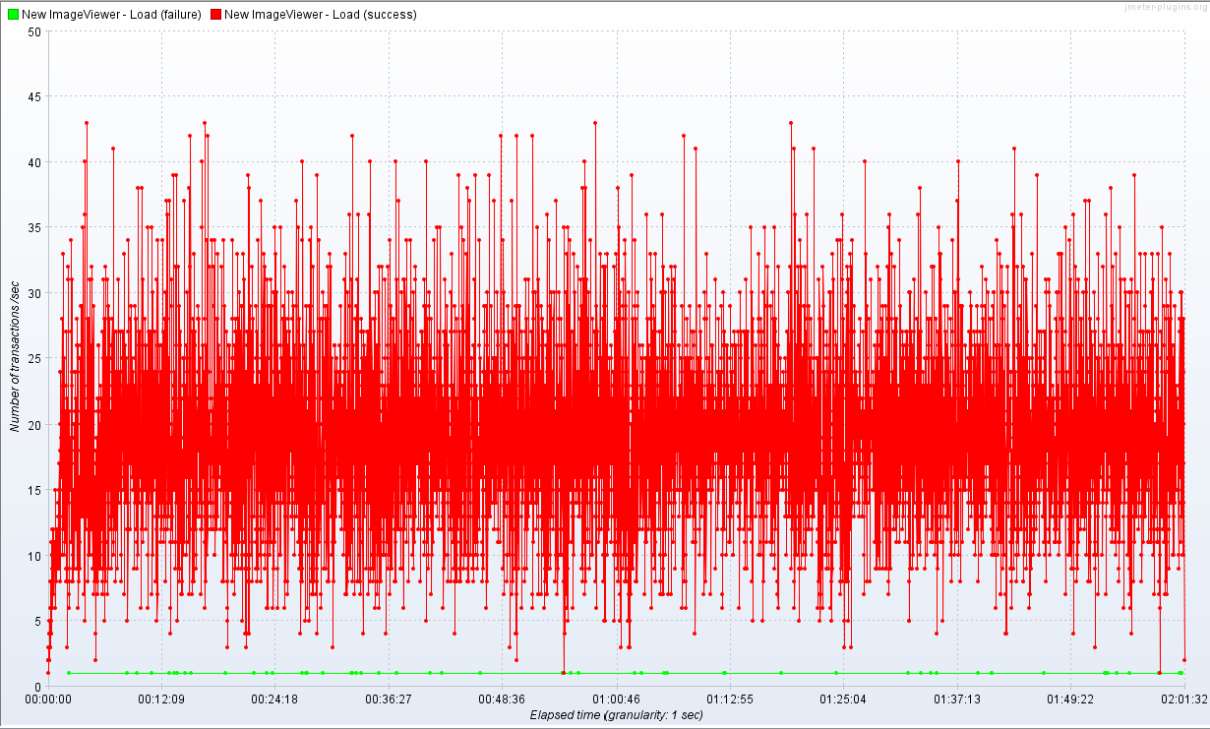 jmeter-plugins.org
New ImageViewer - Load (failure) New ImageViewer - Load (success)
50
45
40
35
30
25
20
15
10
5
0
Number of transactions /sec
00:00:00 00:12:09 00:24:18 00:36:27 00:48:36 01:00:46 01:12:55 01:25:04 01:37:13 01:49:22 02:01:32
Elapsed time (granularity: 1 sec)